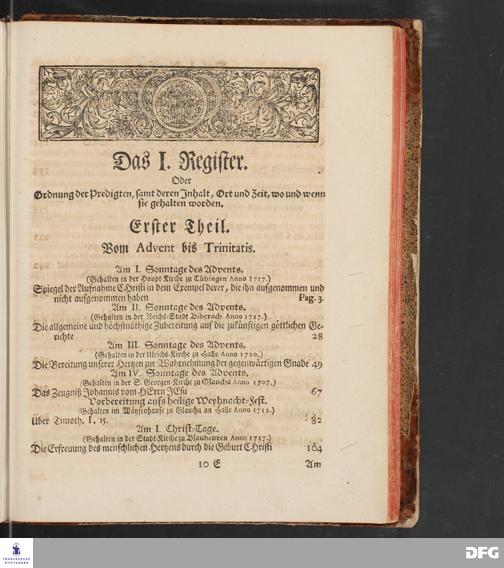 Das I. Register.
Oder
Ordnung der Predigten, samt deren Inhalt, Ort und Zeit, wo und wenn
sie gehalten worden.
Erster Theil.
Vom Advent bis Trinitatis.
Am I. Sonntage des Advents.
(Gehalten in der Haupt-Kirche zu Tübingen Anno 1717.)
Spiegel der Aufnahme Christi in dem Exempel derer, die ihn aufgenommen und
nicht aufgenommen haben Pag. 3.
Am II. Sonntage des Advents.
(Gehalten in der Reichs-Stadt Biberach Anno 1717.)
Die allgemeine und höchstnöthige Zubereitung auf die zukünftigen göttlichen Ge-
richte 28
Am III. Sonntage des Advents.
(Gehalten in der Ulrichs-Kirche zu Halle Anno 1720.)
Die Bereitung unserer Hertzen zur Wahrnehmung der gegenwärtigen Gnade 49
Am IV. Sonntage des Advents.
(Gehalten in der S. Georgen-Kirche zu Glaucha Anno 1707.)
Das Zeugniß Johannis vom HErrn JEsu 67
Vorbereitung aufs heilige Weyhnacht-Fest.
(Gehalten im Wäysenhause zu Glaucha an Halle Anno 1712.)
Über Timoth. I, 15. 82
Am I. Christ-Tage.
(Gehalten in der Stadt-Kirche zu Blaubeuren Anno 1717.)
Die Erfreuung des menschlichen Hertzens durch die Geburt CHristi 104
10 E Am
FRANCKESCHE
STIFTUNGEN
DFG